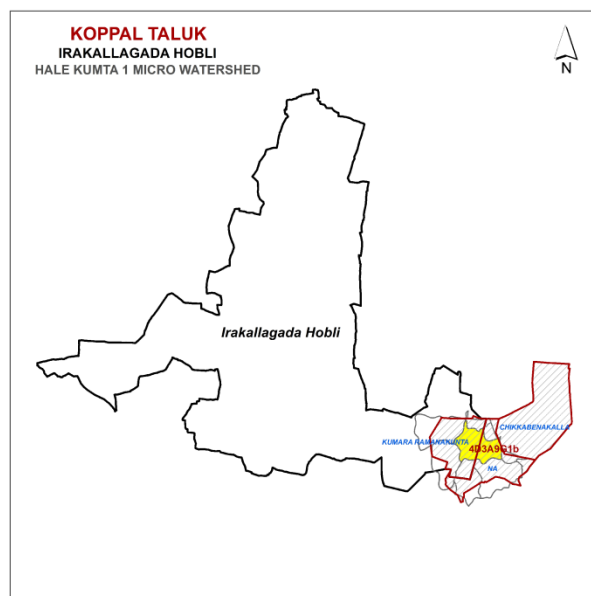 KOPPAL TALUK
IRAKALLAGADA HOBLI
HALE KUMTA 1 MICRO WATERSHED
N
Irakallagada Hobli
CHIKKABENAKALLA
KUMARA RAMANAKUNTA
4D3A9G1b
NA